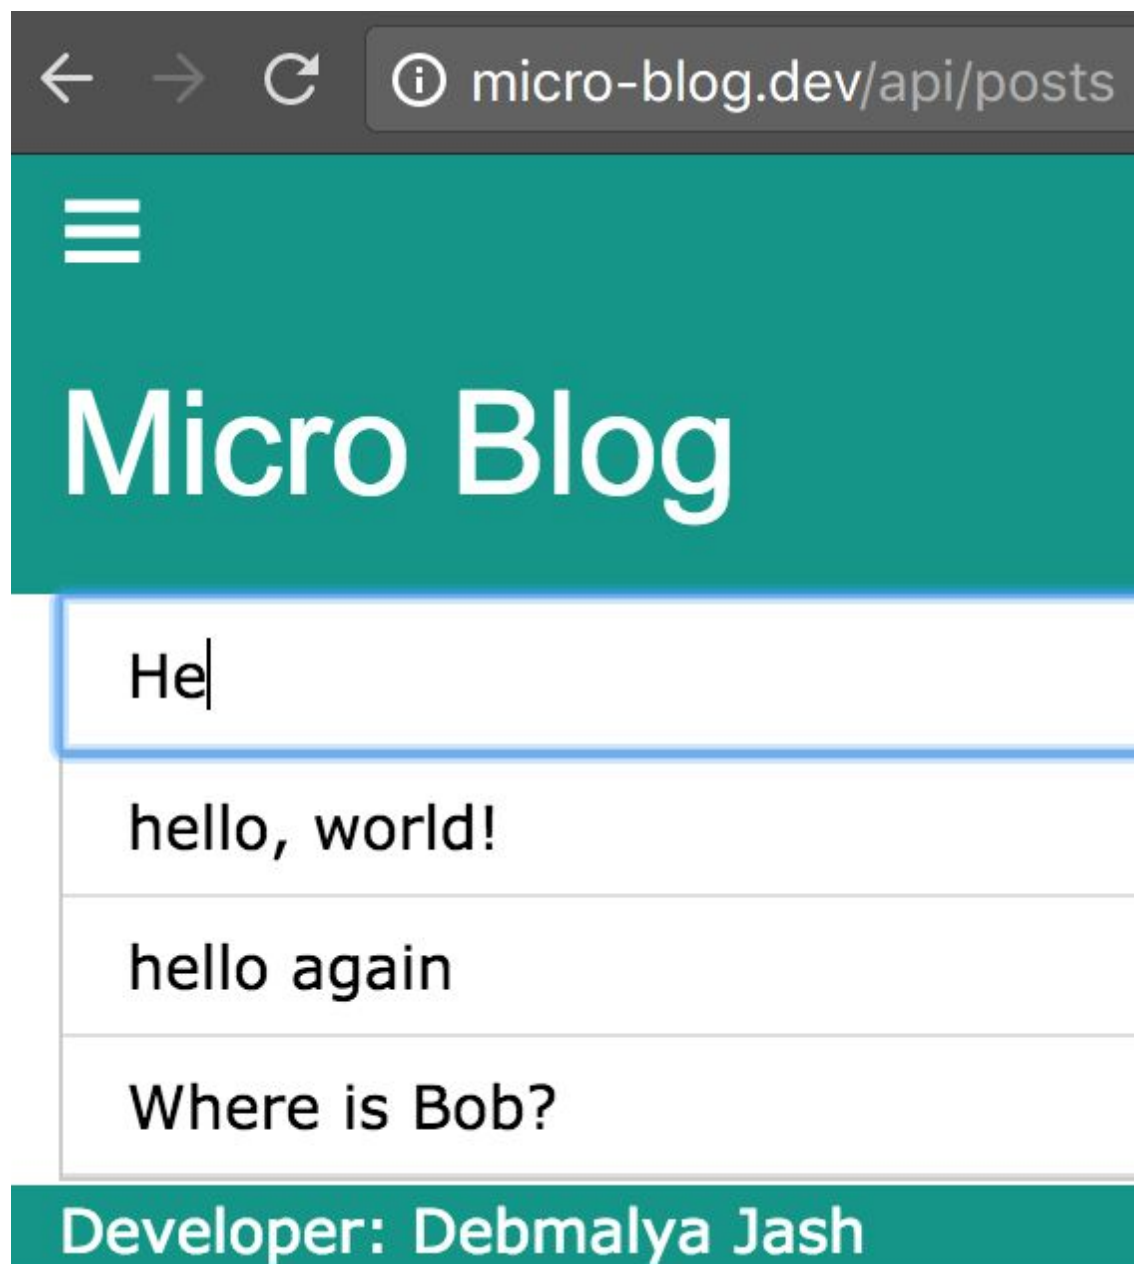 micro-blog.dev/api/posts
Micro Blog
He
hello, world!
hello again
Where is Bob?
Developer: Debmalya Jash